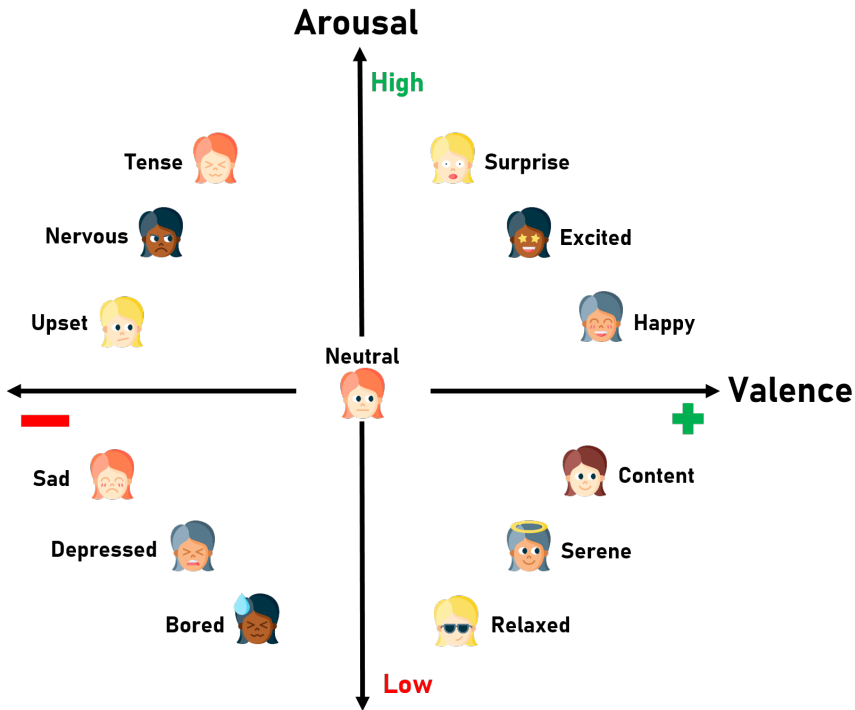 Arousal
High
Tense
Surprise
Nervous
Excited
Upset
Happy
Neutral
Valence
Sad
Content
Depressed
Serene
Bored
Relaxed
Low